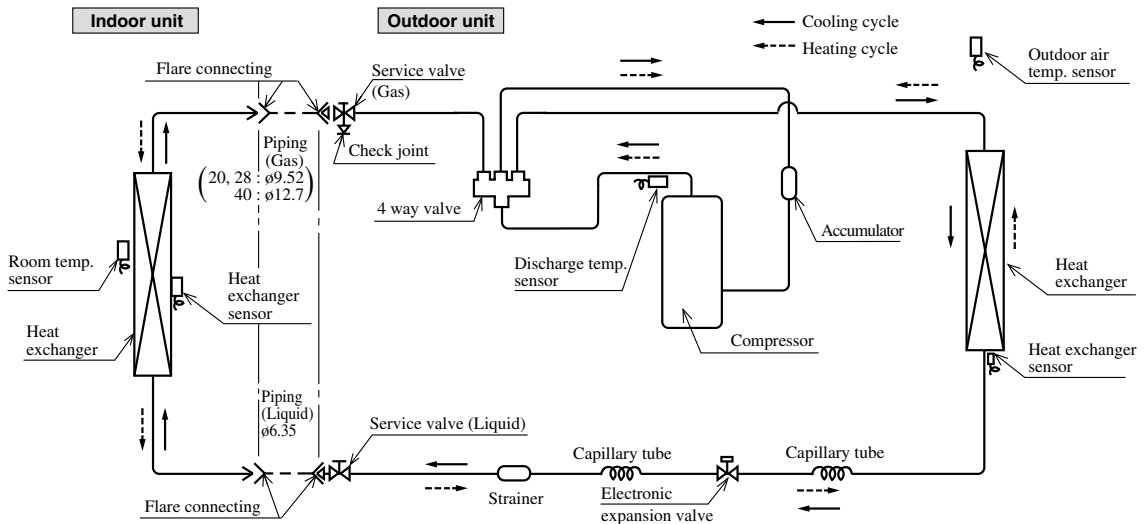 Indoor unit
Outdoor unit
Cooling cycle
Heating cycle
Outdoor air
temp. sensor
Flare connecting
Service valve
(Gas)
Piping
(Gas)
(20, 28 : ø9.52
40 : ø12.7)
Check joint
4 way valve
Discharge temp.
sensor
Accumulator
Compressor
Room temp.
sensor
Heat
exchanger
sensor
Heat
exchanger
Heat
exchanger
Heat exchanger
sensor
Piping
(Liquid)
ø6.35
Service valve (Liquid)
Flare connecting
Strainer
Capillary tube
Electronic
expansion valve
Capillary tube